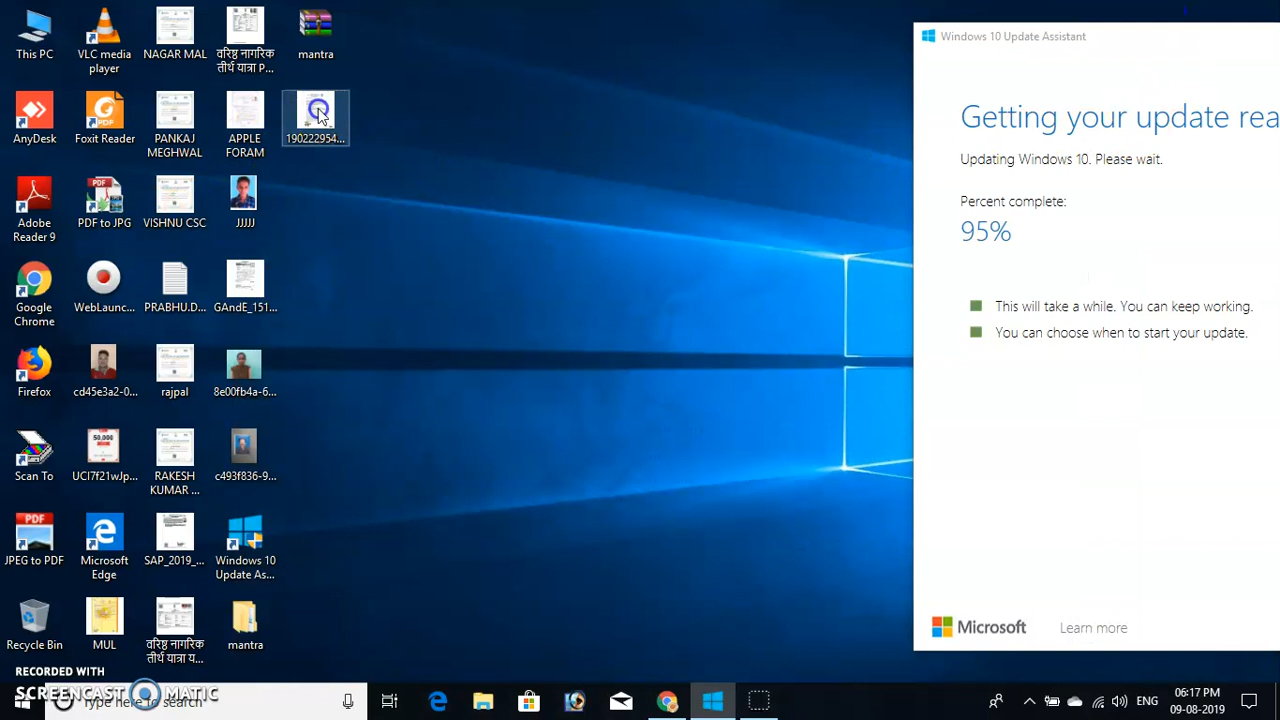 This PC
VLC media
player
NAGAR MAL
वरिष्ठ नागरिक
तीर्थ यात्रा P...
mantra
AnyDesk
Foxit Reader
PANKAJ
MEGHWAL
APPLE
FORAM
190222954...
Adobe
Reader 9
PDF to JPG
VISHNU CSC
JJJJJ
Google
Chrome
WebLaunc...
PRABHU.D...
GAndE_151...
Firefox
cd45e3a2-0...
rajpal
8e00fb4a-6...
Scan To
UCI7f21wJp...
RAKESH
KUMAR ...
c493f836-9...
JPEG to PDF
Microsoft
Edge
SAP_2019_...
Windows 10
Update As...
Recycle Bin
MUL
वरिष्ठ नागरिक
तीर्थ यात्रा य...
mantra
Windows 10 Update Assistant
Getting your update rea
Updating Windows 10. Please wait.
Percent complete:
95%
This will take a while. You can keep working.
You can choose when to start your update.
Microsoft
Learn more
RECORDED WITH
SCREENCAST MATIC
Type here to search
ENG
06:17 PM
09-08-2019